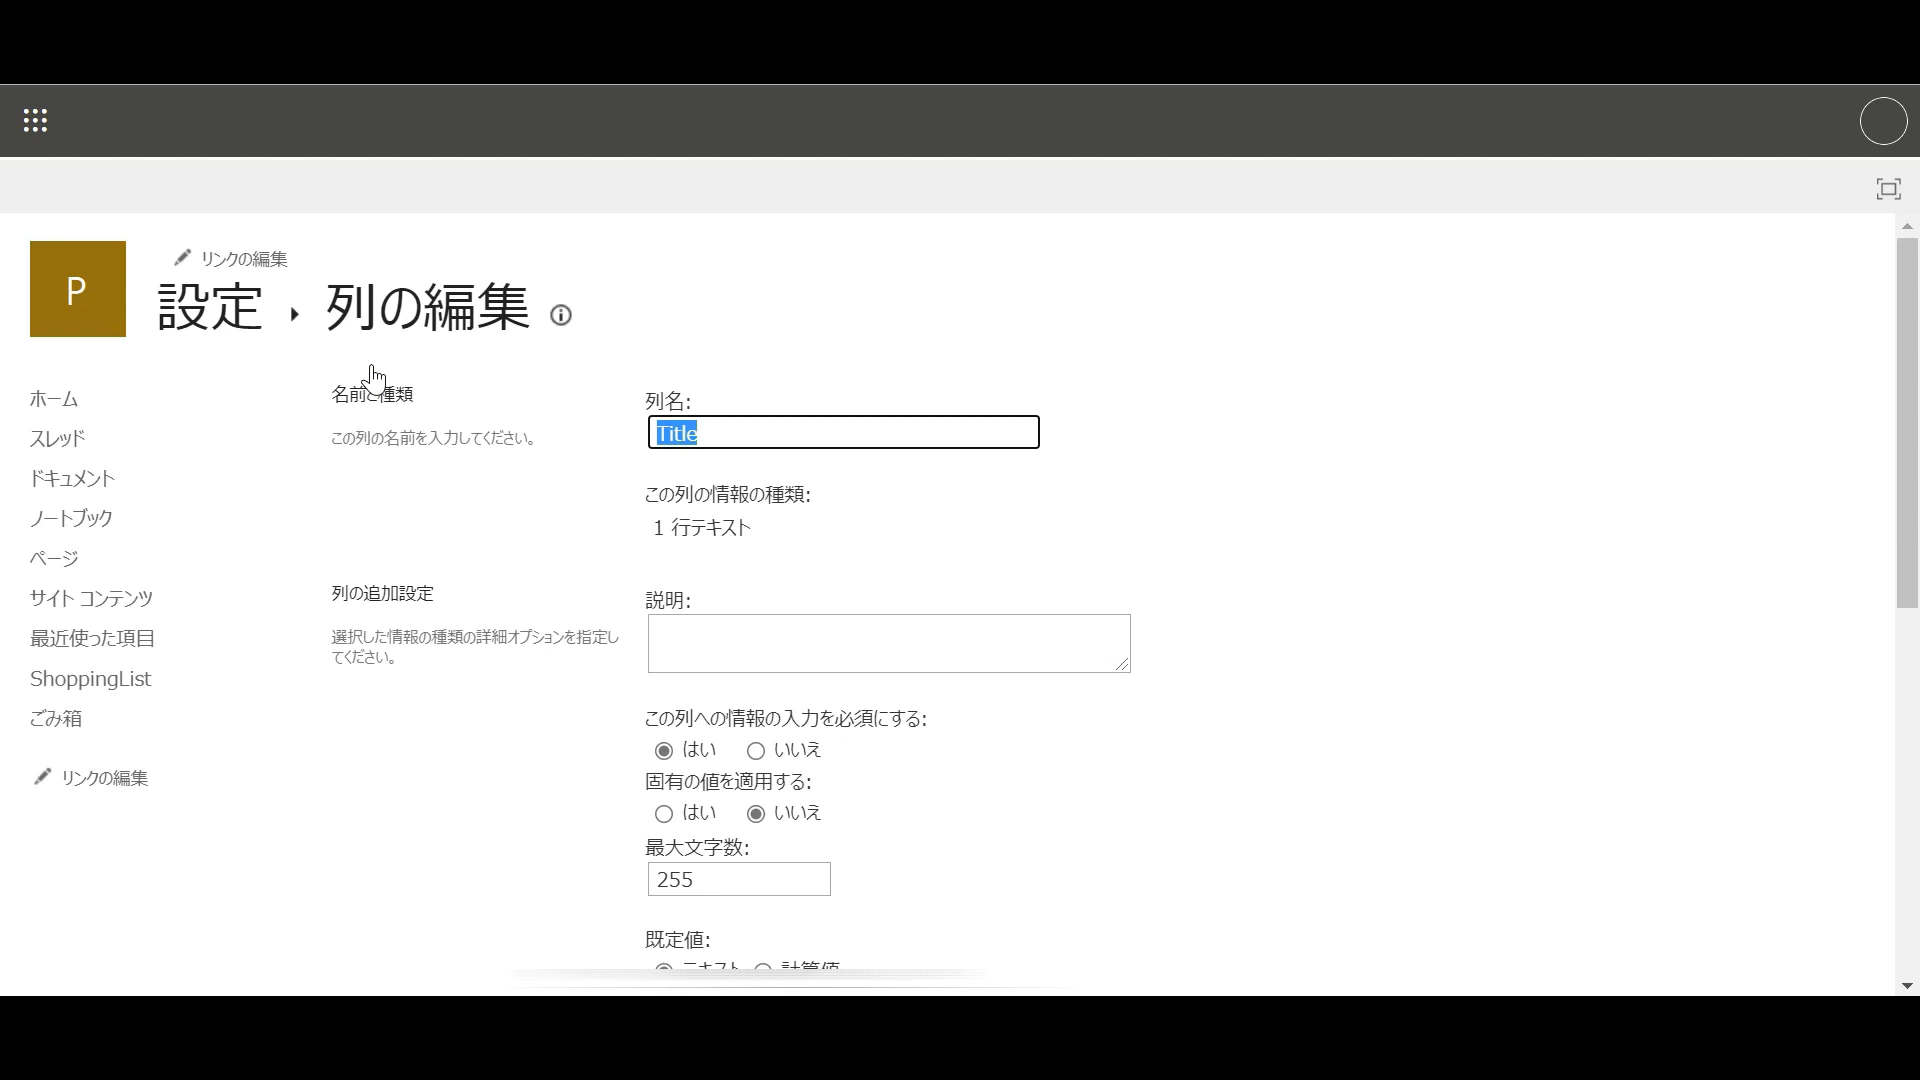 P
リンクの編集
設定 列の編集
ホーム
スレッド
ドキュメント
ノートブック
ページ
サイト コンテンツ
最近使った項目
ShoppingList
ごみ箱
リンクの編集
名前と種類
この列の名前を入力してください。
列名:
Title
この列の情報の種類:
1 行テキスト
列の追加設定
選択した情報の種類の詳細オプションを指定し
てください。
説明:
この列への情報の入力を必須にする:
はい いいえ
固有の値を適用する:
はい いいえ
最大文字数:
255
既定値:
テキスト 計算値